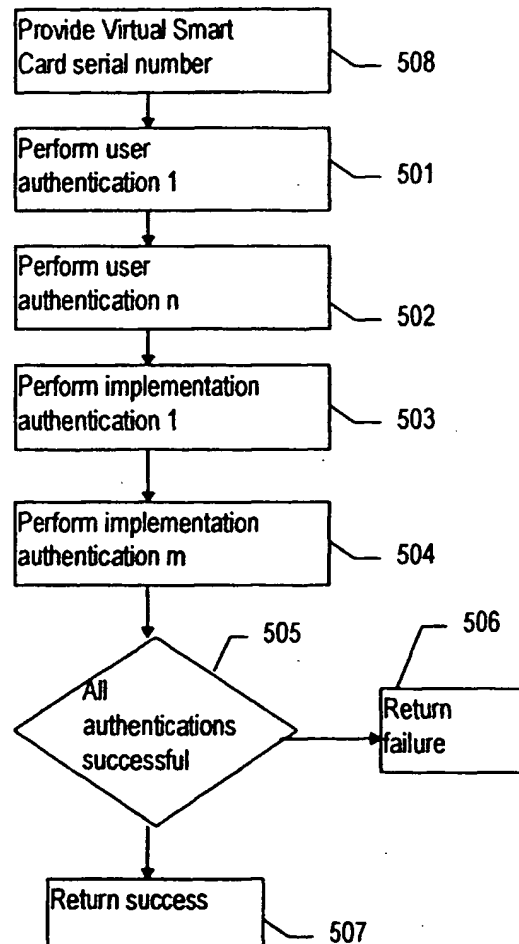 Provide Virtual Smart
Card serial number
508
Perform user
authentication 1
501
Perform user
authentication n
502
Perform implementation
authentication 1
503
Perform implementation
authentication m
504
505
All
authentications
successful
506
Return
failure
Return success
507